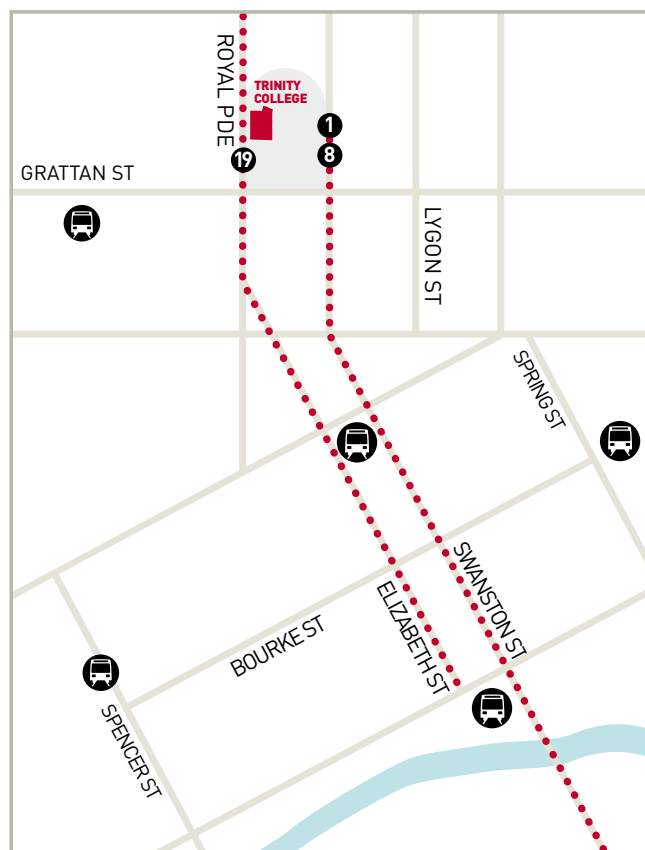 ROYAL PDE
TRINITY
COLLEGE
1
8
19
GRATTAN ST
LYGON ST
SPRING ST
SWANSTON ST
ELIZABETH ST
BOURKE ST
SPENCER ST